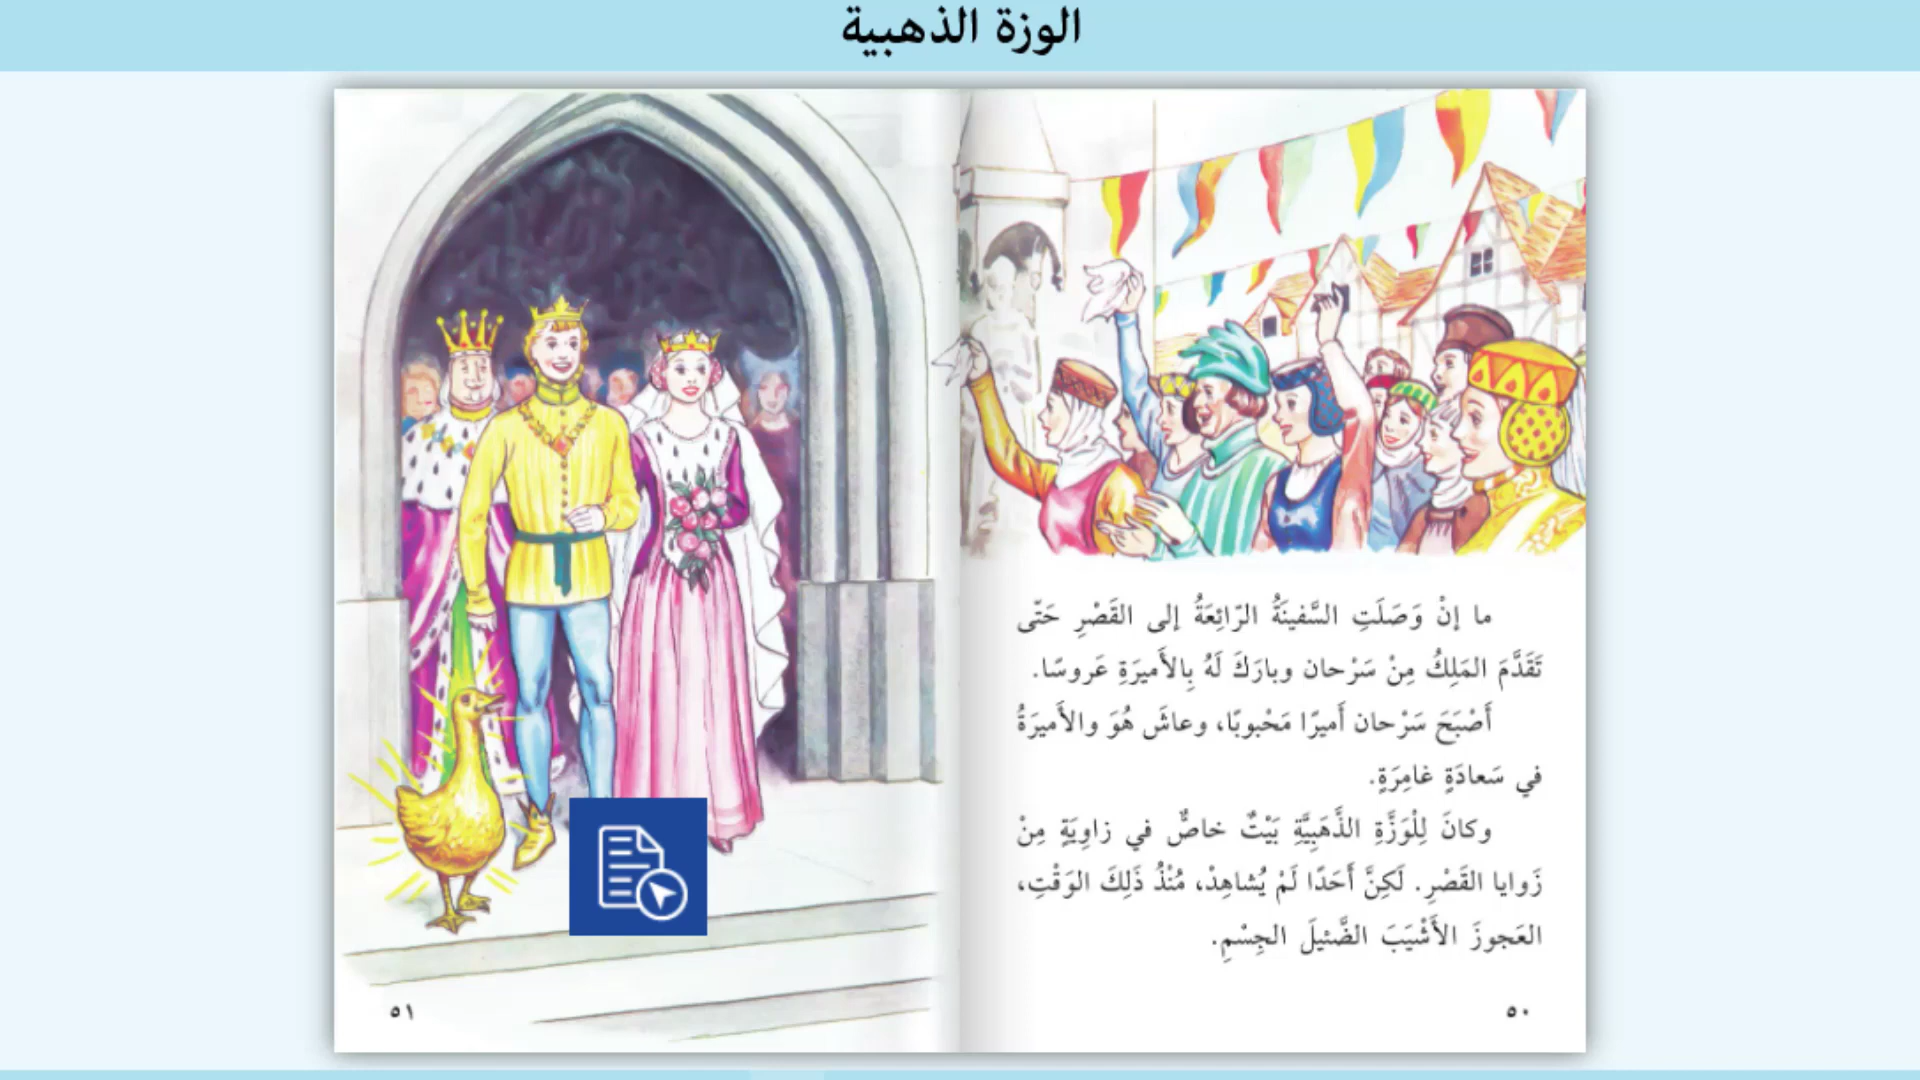 الوزة الذهبية
ما إنْ وَصَلَتِ السَّفينَةُ الرّائِعَةُ إلى القَصْرِ حَتّى
تَقَدَّمَ المَلِكُ مِنْ سَرْحان وبارَكَ لَهُ بِالأَميرَةِ عَروسًا.
أَصْبَحَ سَرْحان أَميرًا مَحْبوبًا، وعاشَ هُوَ والأَميرَةُ
في سَعادَةٍ غامِرَةٍ.
وكانَ لِلْوَزَّةِ الذَّهَبِيَّةِ بَيْتٌ خاصٌّ في زاوِيَةٍ مِنْ
زَوايا القَصْرِ. لَكِنَّ أَحَدًا لَمْ يُشاهِدْ، مُنْذُ ذَلِكَ الوَقْتِ،
العَجوزَ الأَشْيَبَ الضَّئيلَ الجِسْمِ.
٥٠
٥١